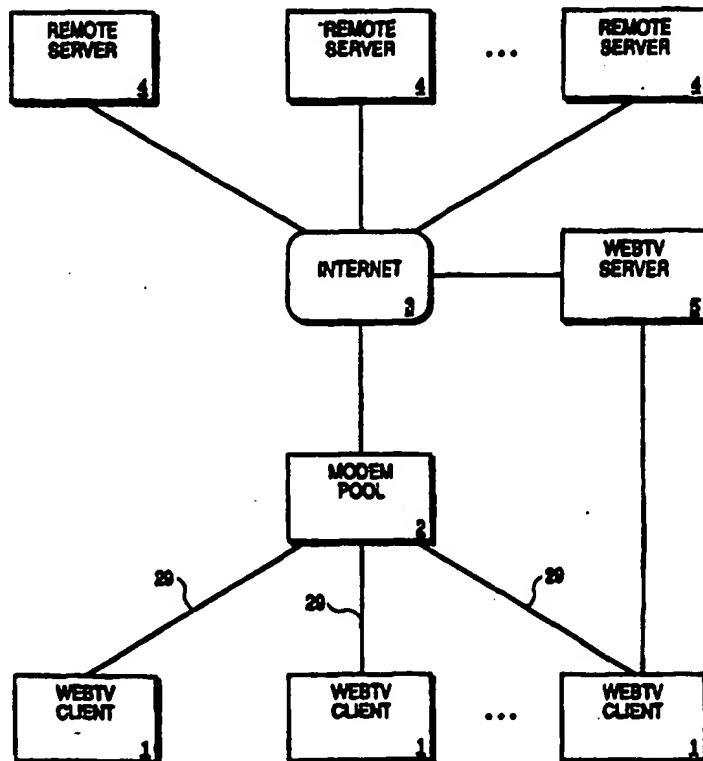 REMOTE SERVER 4
REMOTE SERVER 4
...
REMOTE SERVER 4
INTERNET 3
WEBTV SERVER 5
MODEM POOL 2
29
29
29
WEBTV CLIENT 1
WEBTV CLIENT 1
...
WEBTV CLIENT 1